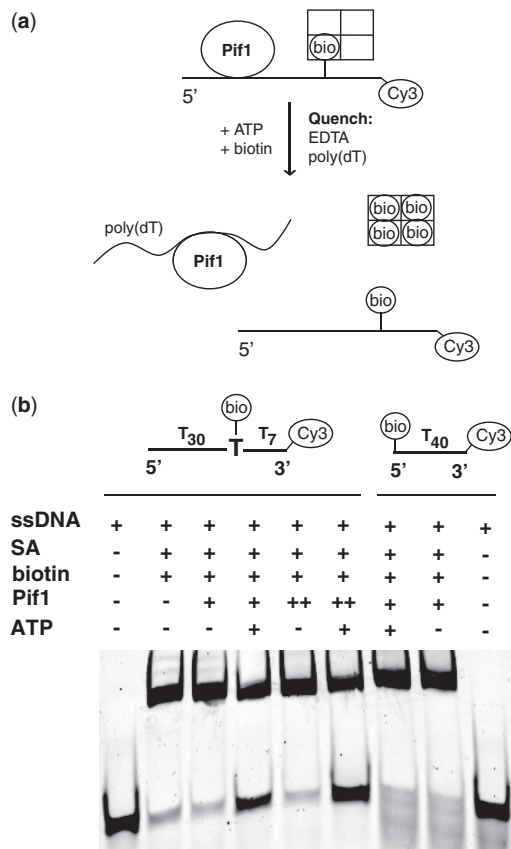 (a)
Pif1
bio
Cy3
5’
+ ATP
+ biotin
Quench:
EDTA
poly(dT)
poly(dT)
Pif1
bio bio
bio bio
bio
5’
Cy3
(b)
bio
bio
T30 T T7 Cy3
T40 Cy3
5’ 3’
5’ 3’
ssDNA + + + + + + + + +
SA - + + + + + + + -
biotin - + + + + + + + -
Pif1 - - + + ++ ++ + + -
ATP - - - + - + + - -